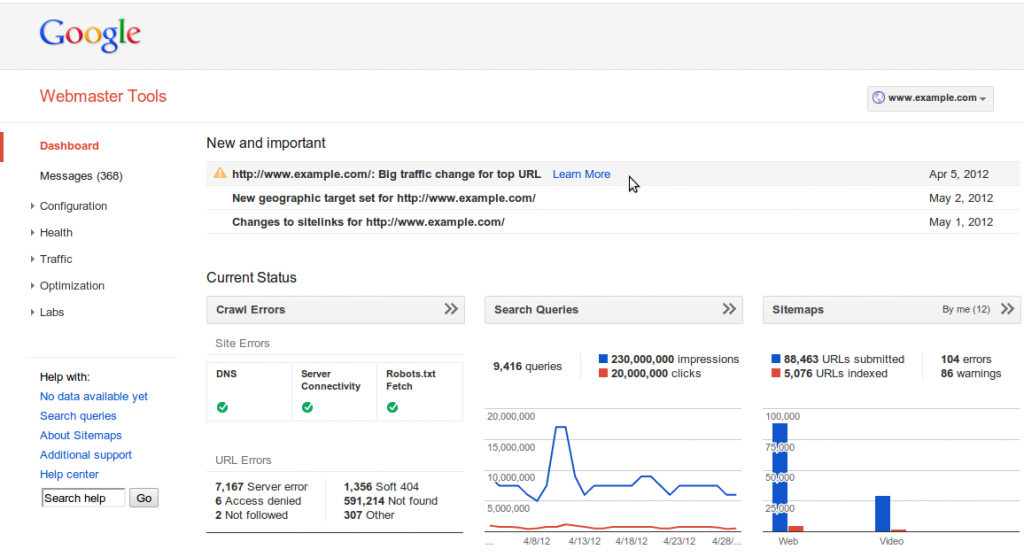 Google
Webmaster Tools
www.example.com
Dashboard
Messages (368)
Configuration
Health
Traffic
Optimization
Labs
Help with:
No data available yet
Search queries
About Sitemaps
Additional support
Help center
Search help Go
New and important
http://www.example.com/: Big traffic change for top URL Learn More Apr 5, 2012
New geographic target set for http://www.example.com/ May 2, 2012
Changes to sitelinks for http://www.example.com/ May 1, 2012
Current Status
Crawl Errors
Site Errors
DNS
Server
Connectivity
Robots.txt
Fetch
URL Errors
7,167 Server error
6 Access denied
2 Not followed
1,356 Soft 404
591,214 Not found
307 Other
Search Queries
9,416 queries
230,000,000 impressions
20,000,000 clicks
20,000,000
15,000,000
10,000,000
5,000,000
... 4/8/12 4/13/12 4/18/12 4/23/12 4/28/...
Sitemaps By me (12)
88,463 URLs submitted
5,076 URLs indexed
104 errors
86 warnings
100,000
75,000
50,000
25,000
Web Video